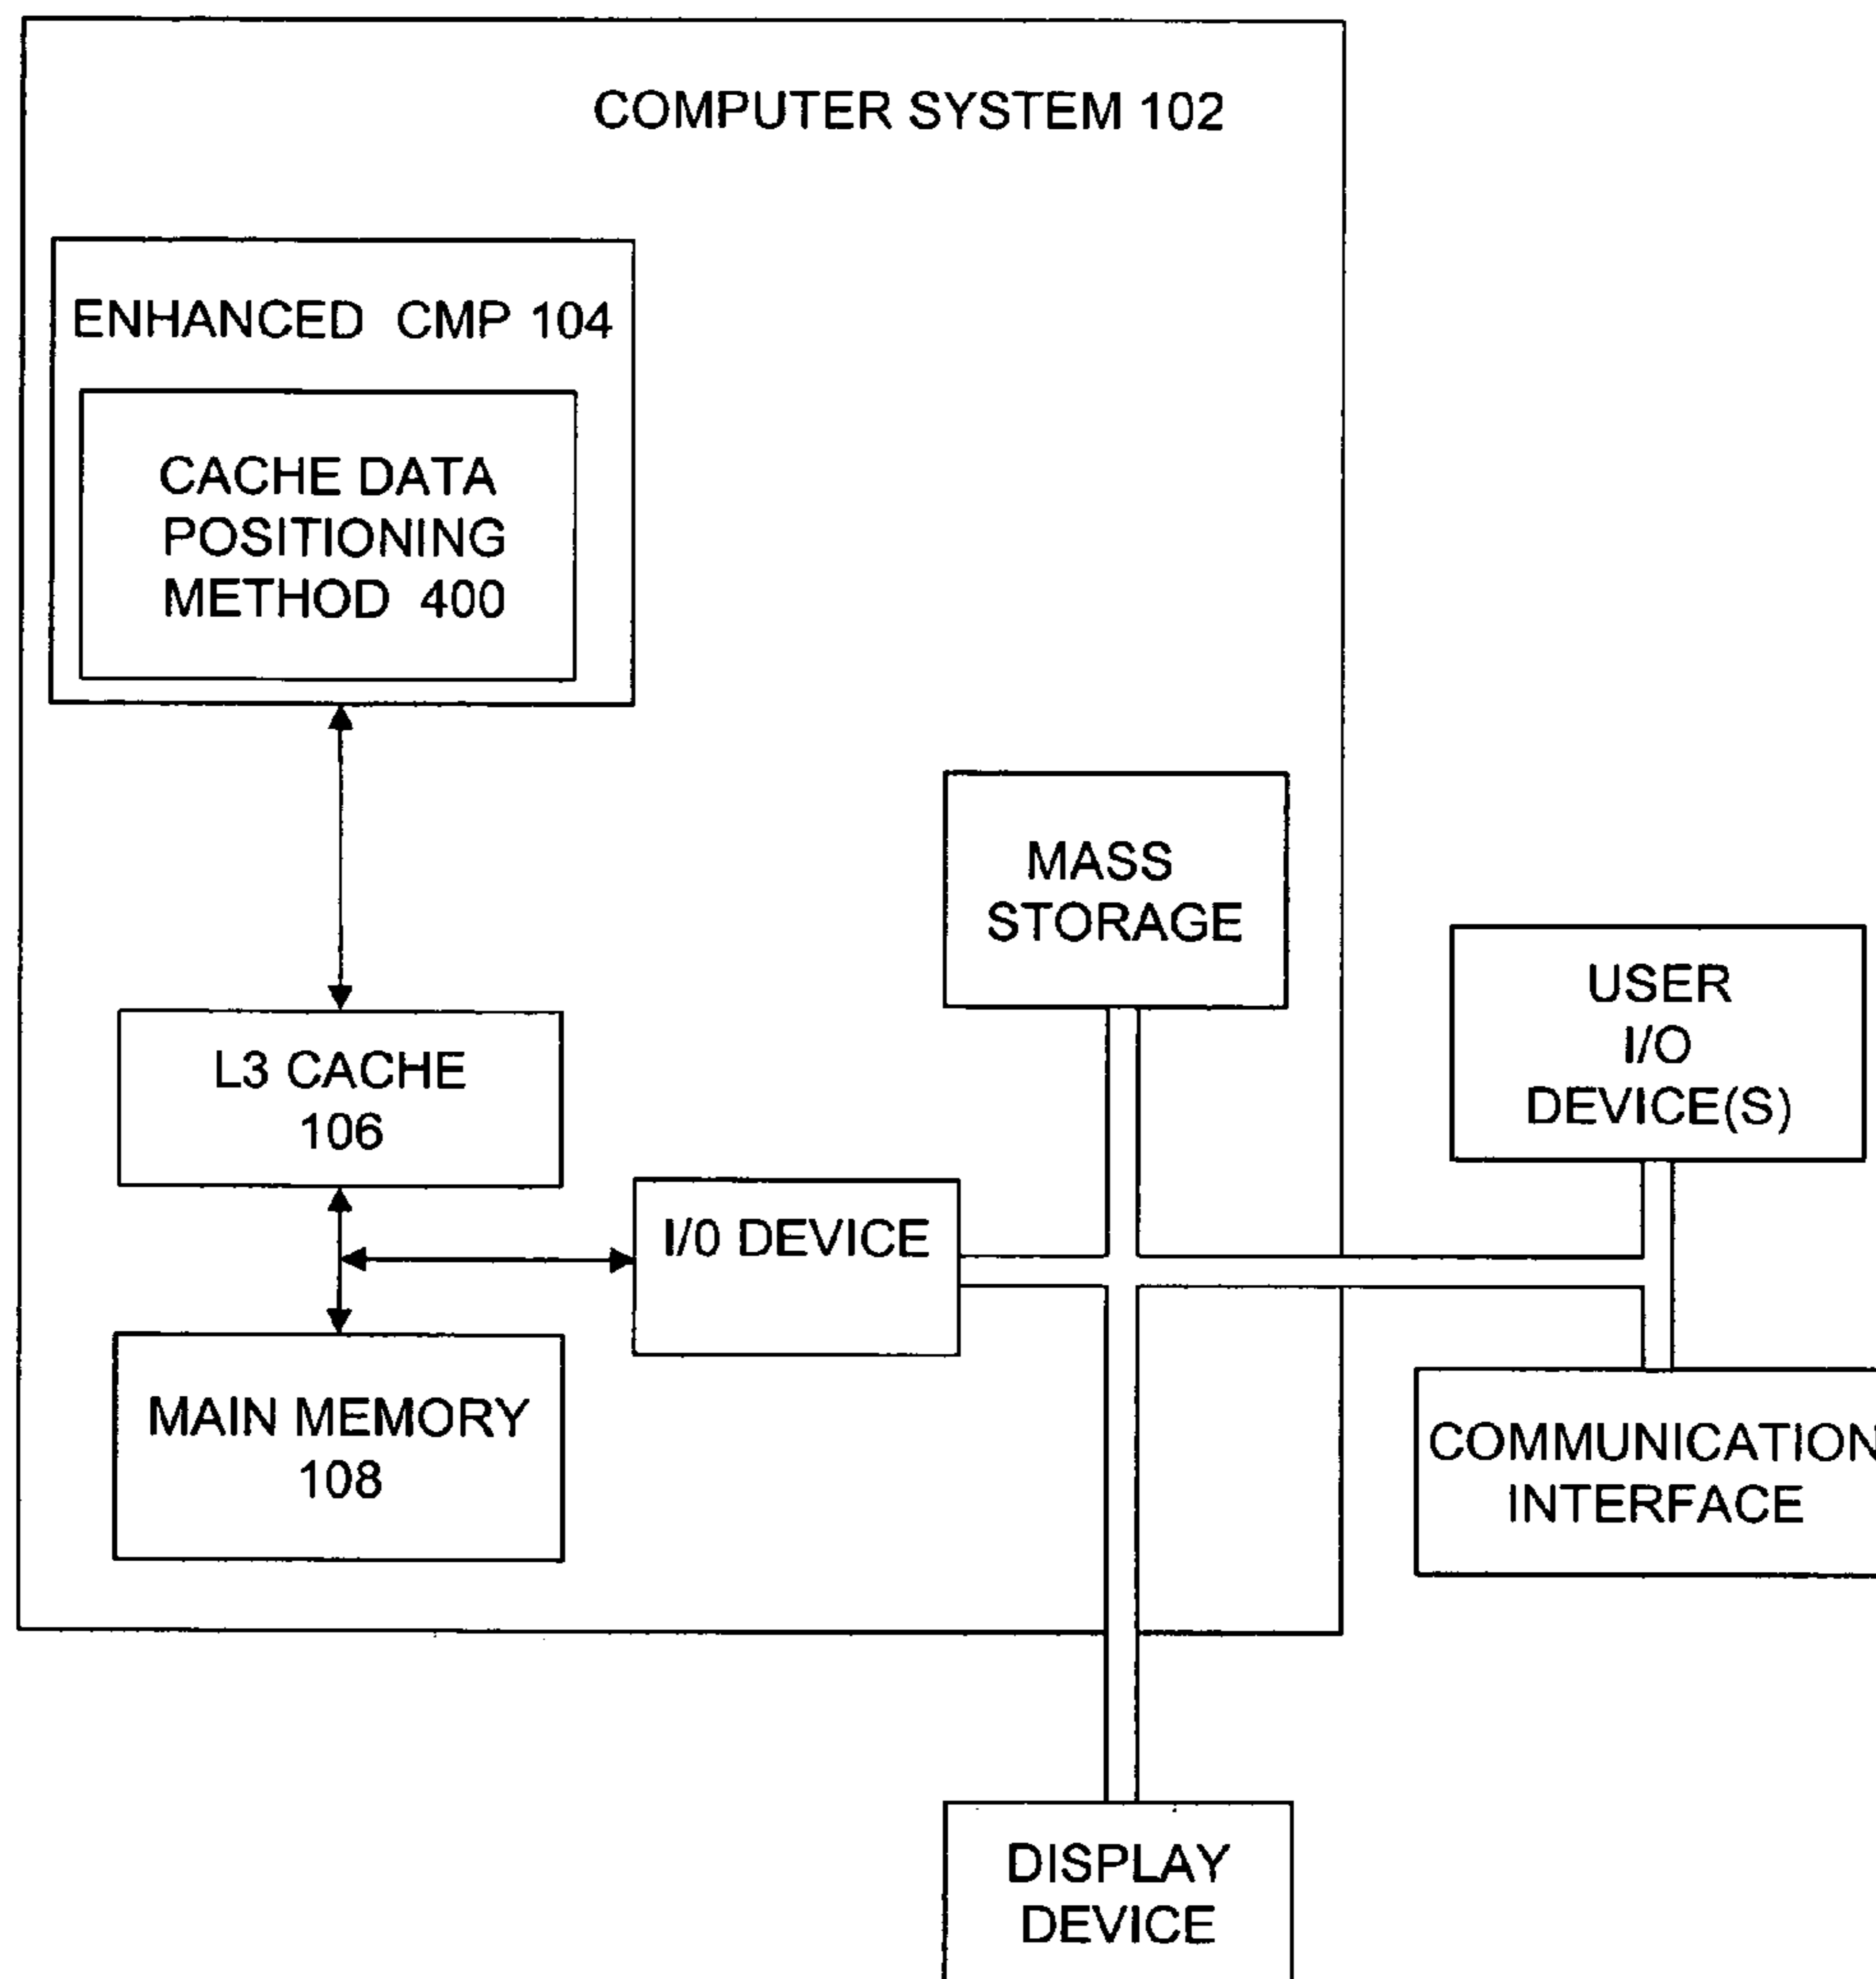 COMPUTER SYSTEM 102
ENHANCED CMP 104
CACHE DATA
POSITIONING
METHOD 400
MASS
STORAGE
USER
I/O
DEVICE(S)
L3 CACHE
106
I/0 DEVICE
MAIN MEMORY
108
COMMUNICATION
INTERFACE
DISPLAY
DEVICE